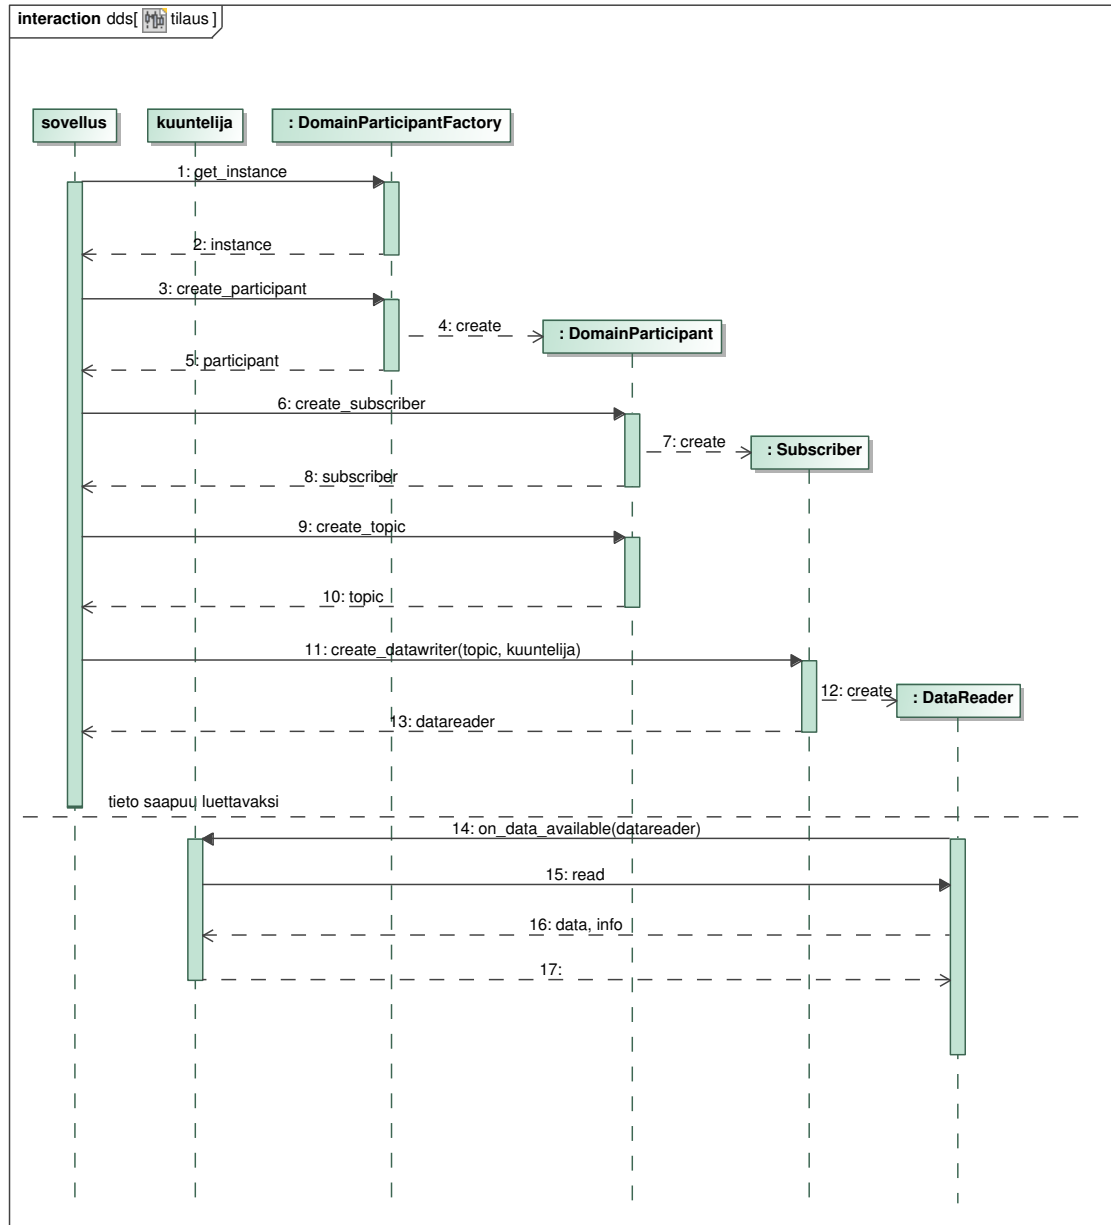 interaction dds[ tilaus ]
sovellus
kuuntelija
: DomainParticipantFactory
1: get_instance
2: instance
3: create_participant
4: create
: DomainParticipant
5: participant
6: create_subscriber
7: create
: Subscriber
8: subscriber
9: create_topic
10: topic
11: create_datawriter(topic, kuuntelija)
12: create
: DataReader
13: datareader
tieto saapuu luettavaksi
14: on_data_available(datareader)
15: read
16: data, info
17: